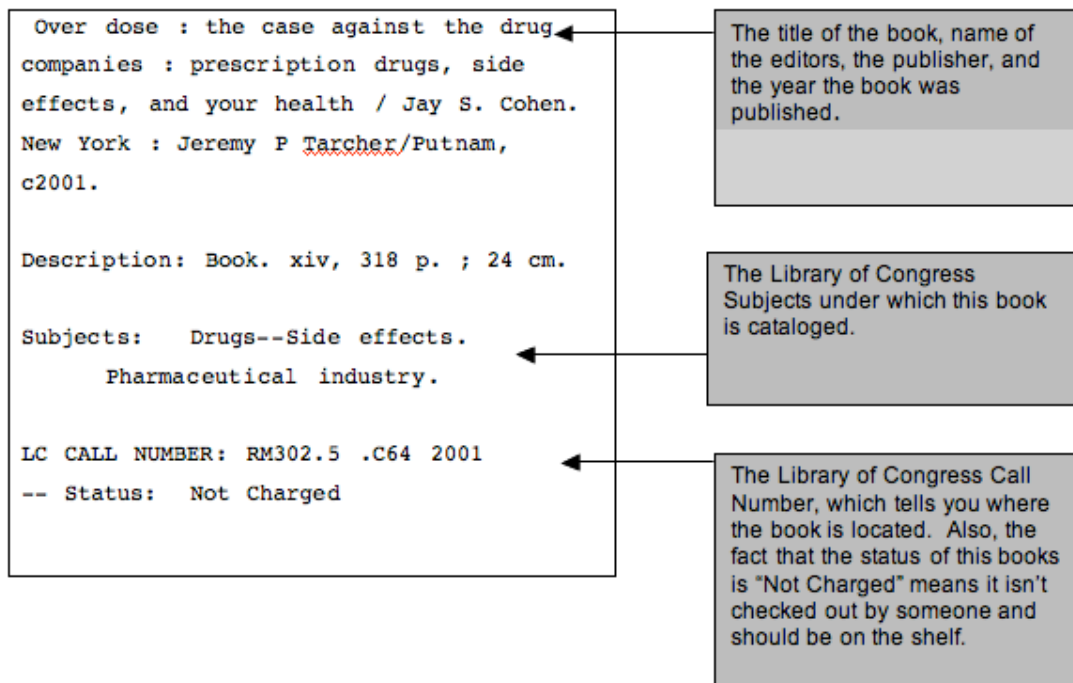 Over dose : the case against the drug
companies : prescription drugs, side
effects, and your health / Jay S. Cohen.
New York : Jeremy P Tarcher/Putnam,
c2001.
Description: Book. xiv, 318 p. ; 24 cm.
Subjects: Drugs--Side effects.
Pharmaceutical industry.
LC CALL NUMBER: RM302.5 .C64 2001
-- Status: Not Charged
The title of the book, name of
the editors, the publisher, and
the year the book was
published.
The Library of Congress
Subjects under which this book
is cataloged.
The Library of Congress Call
Number, which tells you where
the book is located. Also, the
fact that the status of this books
is “Not Charged” means it isn’t
checked out by someone and
should be on the shelf.